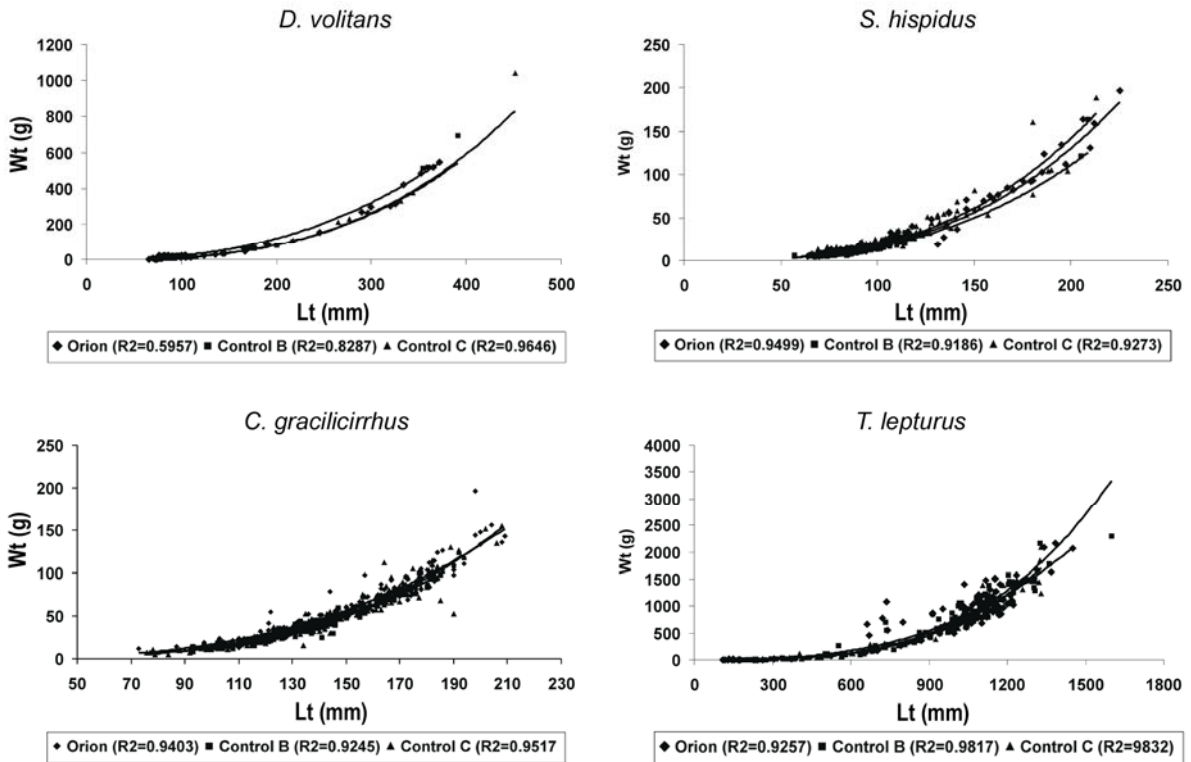 D. volitans
Wt (g)
1200
1000
800
600
400
200
0
0 100 200 300 400 500
Lt (mm)
Orion (R2=0.5957) Control B (R2=0.8287) Control C (R2=0.9646)
S. hispidus
Wt (g)
250
200
150
100
50
0
0 50 100 150 200 250
Lt (mm)
Orion (R2=0.9499) Control B (R2=0.9186) Control C (R2=0.9273)
C. gracilicirrhus
Wt (g)
250
200
150
100
50
0
50 70 90 110 130 150 170 190 210
Lt (mm)
Orion (R2=0.9403) Control B (R2=0.9245) Control C (R2=0.9517
T. lepturus
Wt (g)
4000
3500
3000
2500
2000
1500
1000
500
0
0 300 600 900 1200 1500 1800
Lt (mm)
Orion (R2=0.9257) Control B (R2=0.9817) Control C (R2=9832)